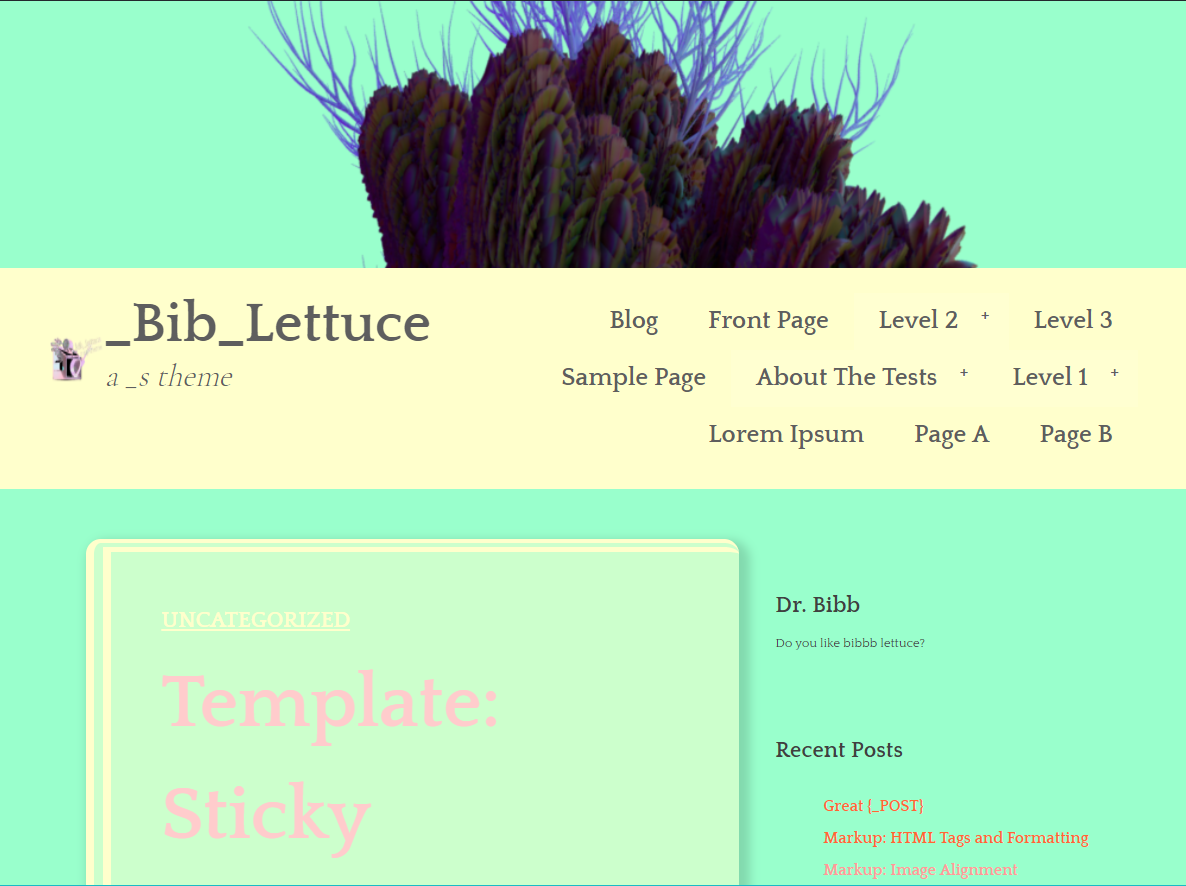 _Bib_Lettuce
a _s theme
Blog Front Page Level 2 + Level 3
Sample Page About The Tests + Level 1 +
Lorem Ipsum Page A Page B
UNCATEGORIZED
Template:
Sticky
Dr. Bibb
Do you like bibbb lettuce?
Recent Posts
Great {_POST}
Markup: HTML Tags and Formatting
Markup: Image Alignment